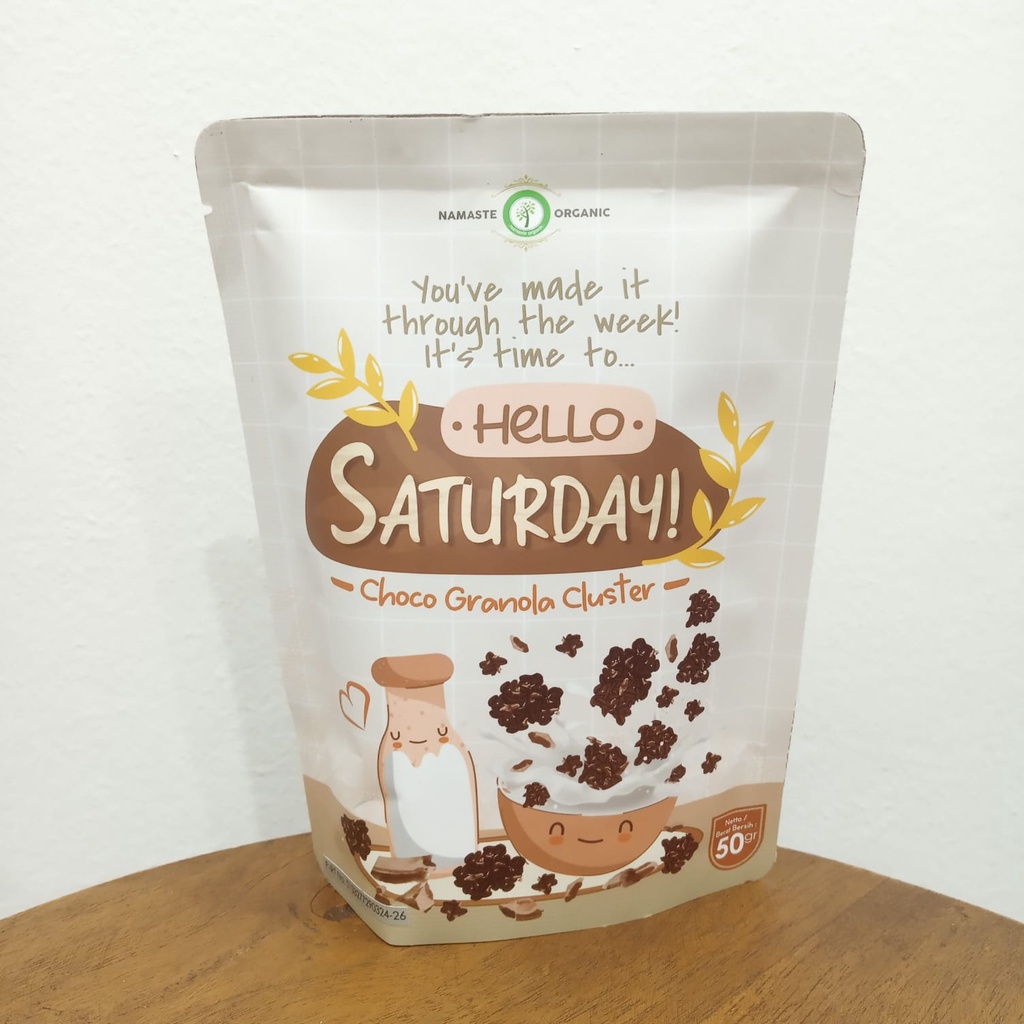 NAMASTE ORGANIC
You've made it
through the week!
It's time to...
HELLO
SATURDAY!
Choco Granola Cluster
Netto /
Berat Bersih :
50gr